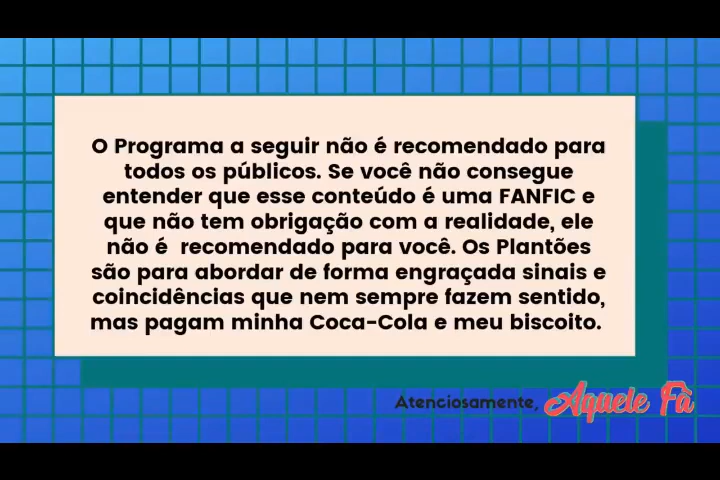 O Programa a seguir não é recomendado para
todos os públicos. Se você não consegue
entender que esse conteúdo é uma FANFIC e
que não tem obrigação com a realidade, ele
não é recomendado para você. Os Plantões
são para abordar de forma engraçada sinais e
coincidências que nem sempre fazem sentido,
mas pagam minha Coca-Cola e meu biscoito.
Atenciosamente, Aquele Fã